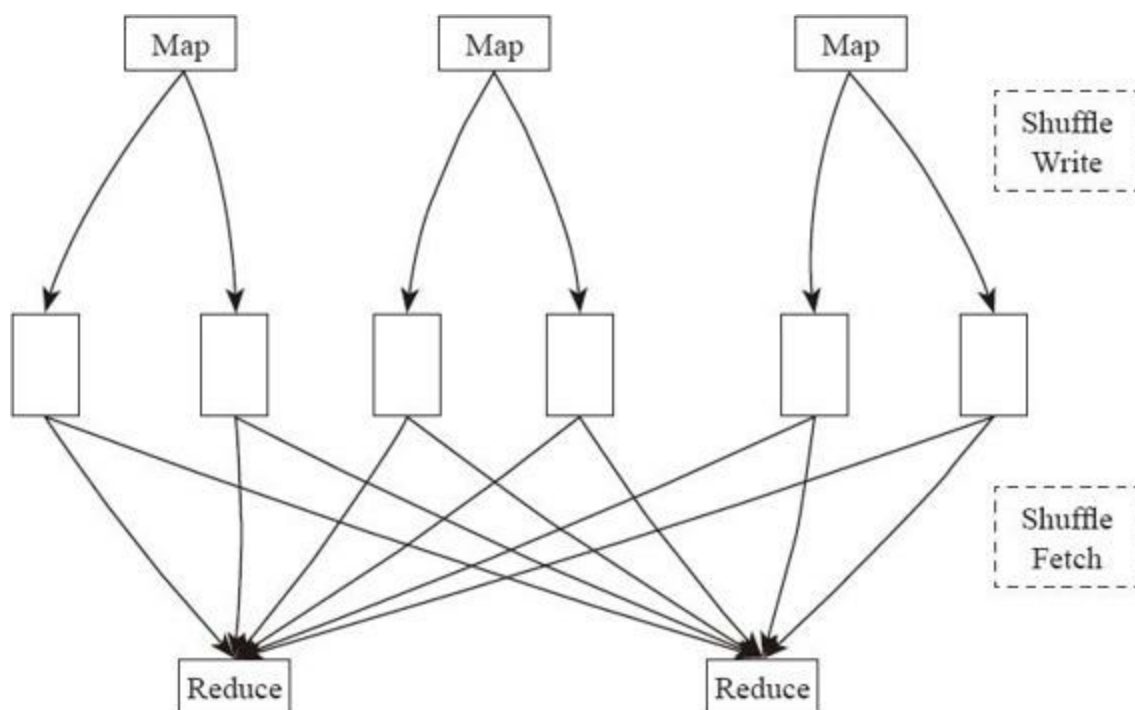 Map
Map
Map
Shuffle
Write
Shuffle
Fetch
Reduce
Reduce